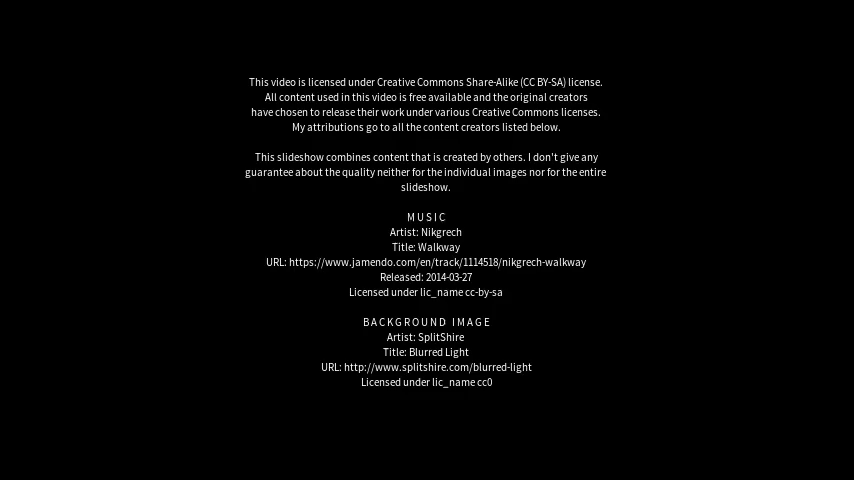 This video is licensed under Creative Commons Share-Alike (CC BY-SA) license.
All content used in this video is free available and the original creators
have chosen to release their work under various Creative Commons licenses.
My attributions go to all the content creators listed below.
This slideshow combines content that is created by others. I don't give any
guarantee about the quality neither for the individual images nor for the entire
slideshow.
MUSIC
Artist: Nikgrech
Title: Walkway
URL: https://www.jamendo.com/en/track/1114518/nikgrech-walkway
Released: 2014-03-27
Licensed under lic_name cc-by-sa
BACKGROUND IMAGE
Artist: SplitShire
Title: Blurred Light
URL: http://www.splitshire.com/blurred-light
Licensed under lic_name cc0